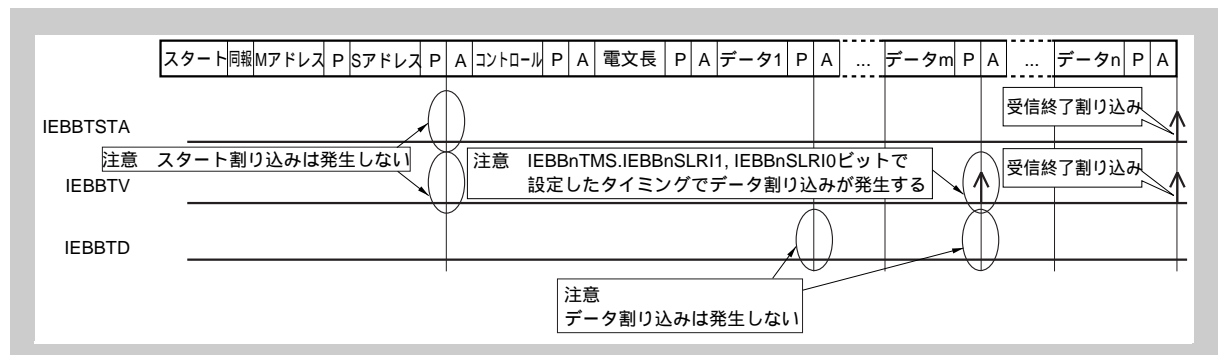 スタート 同報 Mアドレス P Sアドレス P A コントロール P A 電文長 P A データ1 P A ... データm P A ... データn P A
受信終了割り込み
IEBBTSTA
注意 スタート割り込みは発生しない
注意 IEBBnTMS.IEBBnSLRI1, IEBBnSLRI0ビットで
設定したタイミングでデータ割り込みが発生する
受信終了割り込み
IEBBTV
IEBBTD
注意
データ割り込みは発生しない